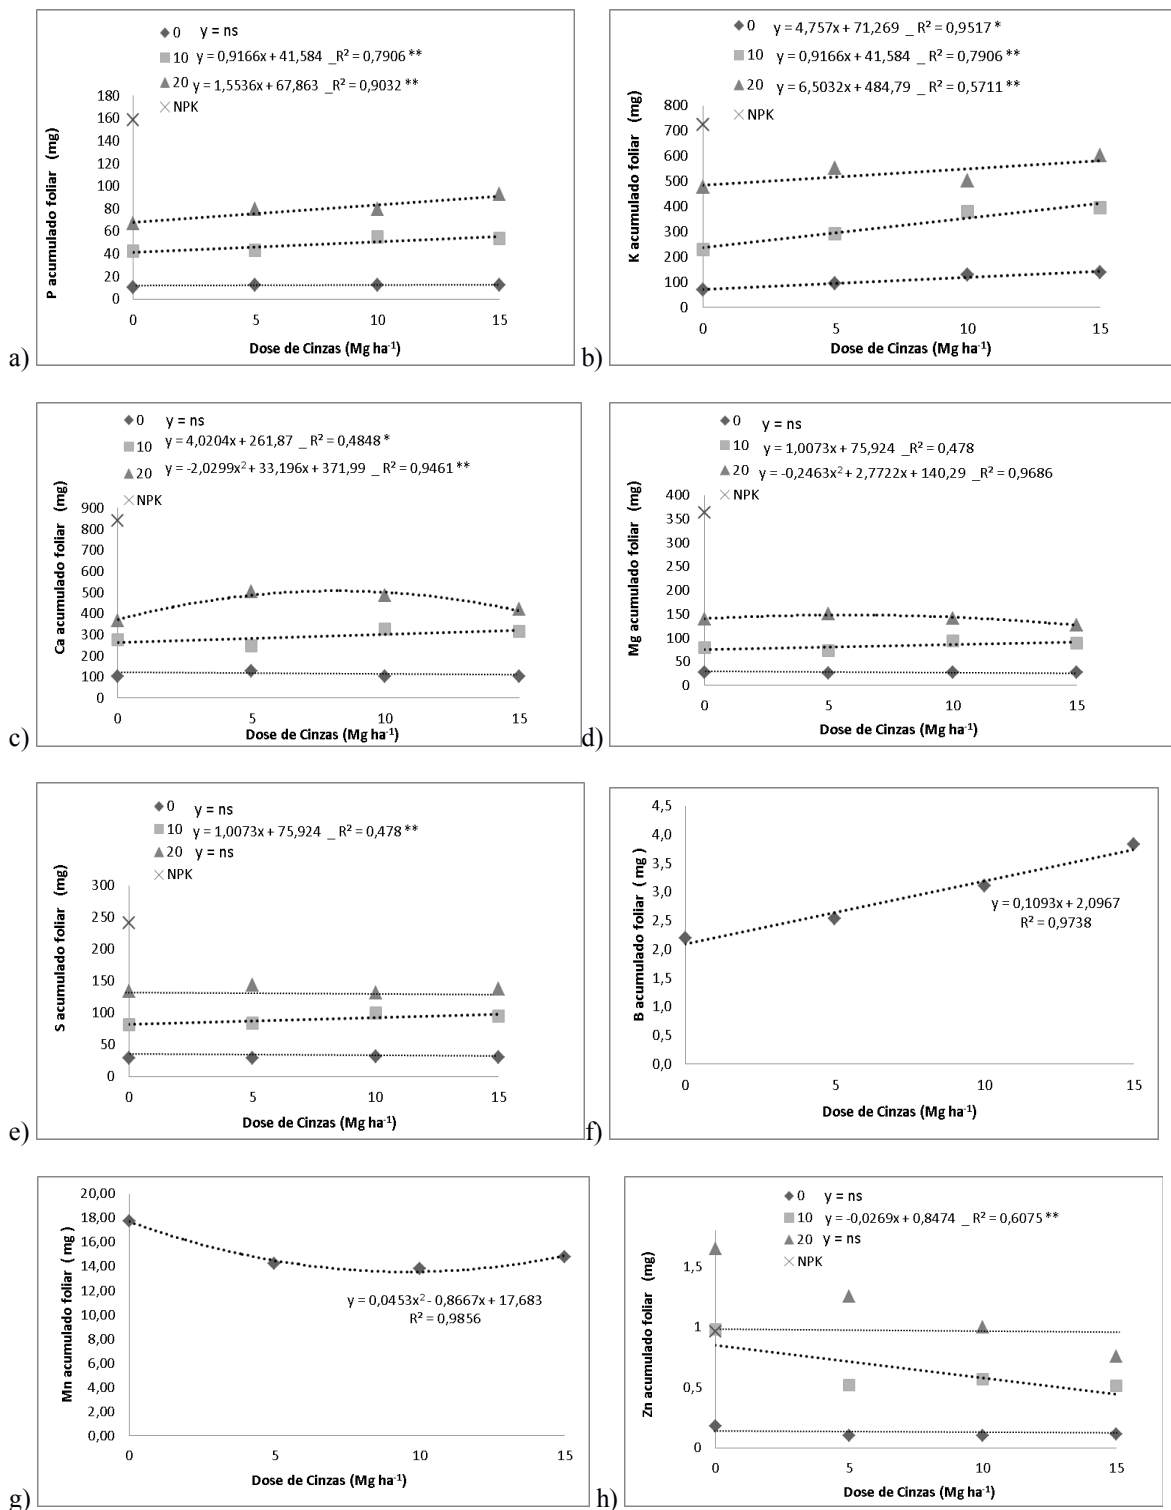 0 y = ns
10 y = 0,9166x + 41,584 _R² = 0,7906 **
20 y = 1,5536x + 67,863 _R² = 0,9032 **
NPK
180
160
140
120
100
80
60
40
20
0
P acumulado foliar (mg)
0 5 10 15
Dose de Cinzas (Mg ha⁻¹)
a)
0 y = 4,757x + 71,269 _ R² = 0,9517 *
10 y = 0,9166x + 41,584 _ R² = 0,7906 **
20 y = 6,5032x + 484,79 _ R² = 0,5711 **
NPK
800
700
600
500
400
300
200
100
0
K acumulado foliar (mg)
0 5 10 15
Dose de Cinzas (Mg ha⁻¹)
b)
0 y = ns
10 y = 4,0204x + 261,87 _ R² = 0,4848 *
20 y = -2,0299x² + 33,196x + 371,99 _ R² = 0,9461 **
NPK
900
800
700
600
500
400
300
200
100
0
Ca acumulado foliar (mg)
0 5 10 15
Dose de Cinzas (Mg ha⁻¹)
c)
0 y = ns
10 y = 1,0073x + 75,924 _ R² = 0,478
20 y = -0,2463x² + 2,7722x + 140,29 _R² = 0,9686
NPK
400
350
300
250
200
150
100
50
0
Mg acumulado foliar (mg)
0 5 10 15
Dose de Cinzas (Mg ha⁻¹)
d)
0 y = ns
10 y = 1,0073x + 75,924 _ R² = 0,478 **
20 y = ns
NPK
300
250
200
150
100
50
0
S acumulado foliar (mg)
0 5 10 15
Dose de Cinzas (Mg ha⁻¹)
e)
4,5
4,0
3,5
3,0
2,5
2,0
1,5
1,0
0,5
0,0
B acumulado foliar ( mg )
y = 0,1093x + 2,0967
R² = 0,9738
0 5 10 15
Dose de Cinzas (Mg ha⁻¹)
f)
20,00
18,00
16,00
14,00
12,00
10,00
8,00
6,00
4,00
2,00
0,00
Mn acumulado foliar ( mg )
y = 0,0453x² - 0,8667x + 17,683
R² = 0,9856
0 5 10 15
Dose de Cinzas (Mg ha⁻¹)
g)
0 y = ns
10 y = -0,0269x + 0,8474 _ R² = 0,6075 **
20 y = ns
NPK
1,5
1
0,5
0
Zn acumulado foliar (mg)
0 5 10 15
Dose de Cinzas (Mg ha⁻¹)
h)